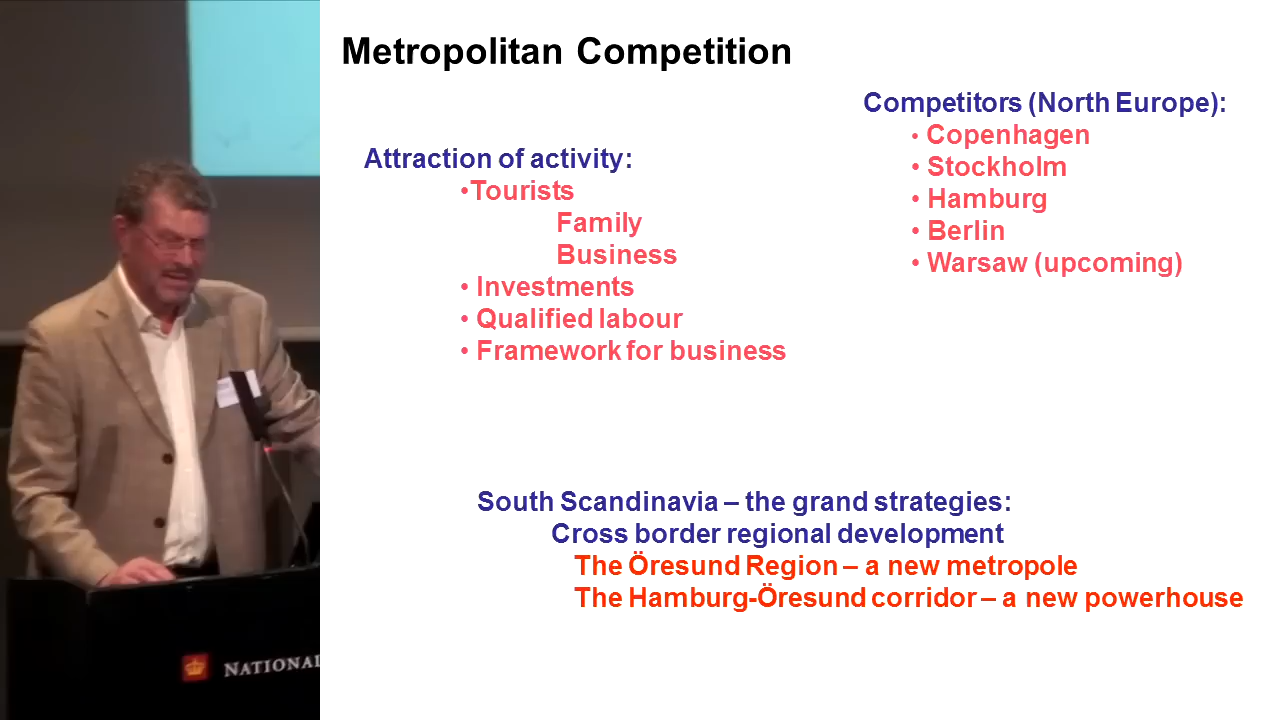 Metropolitan Competition
Competitors (North Europe):
• Copenhagen
• Stockholm
• Hamburg
• Berlin
• Warsaw (upcoming)
Attraction of activity:
•Tourists
Family
Business
• Investments
• Qualified labour
• Framework for business
South Scandinavia – the grand strategies:
Cross border regional development
The Öresund Region – a new metropole
The Hamburg-Öresund corridor – a new powerhouse
NATIONAL